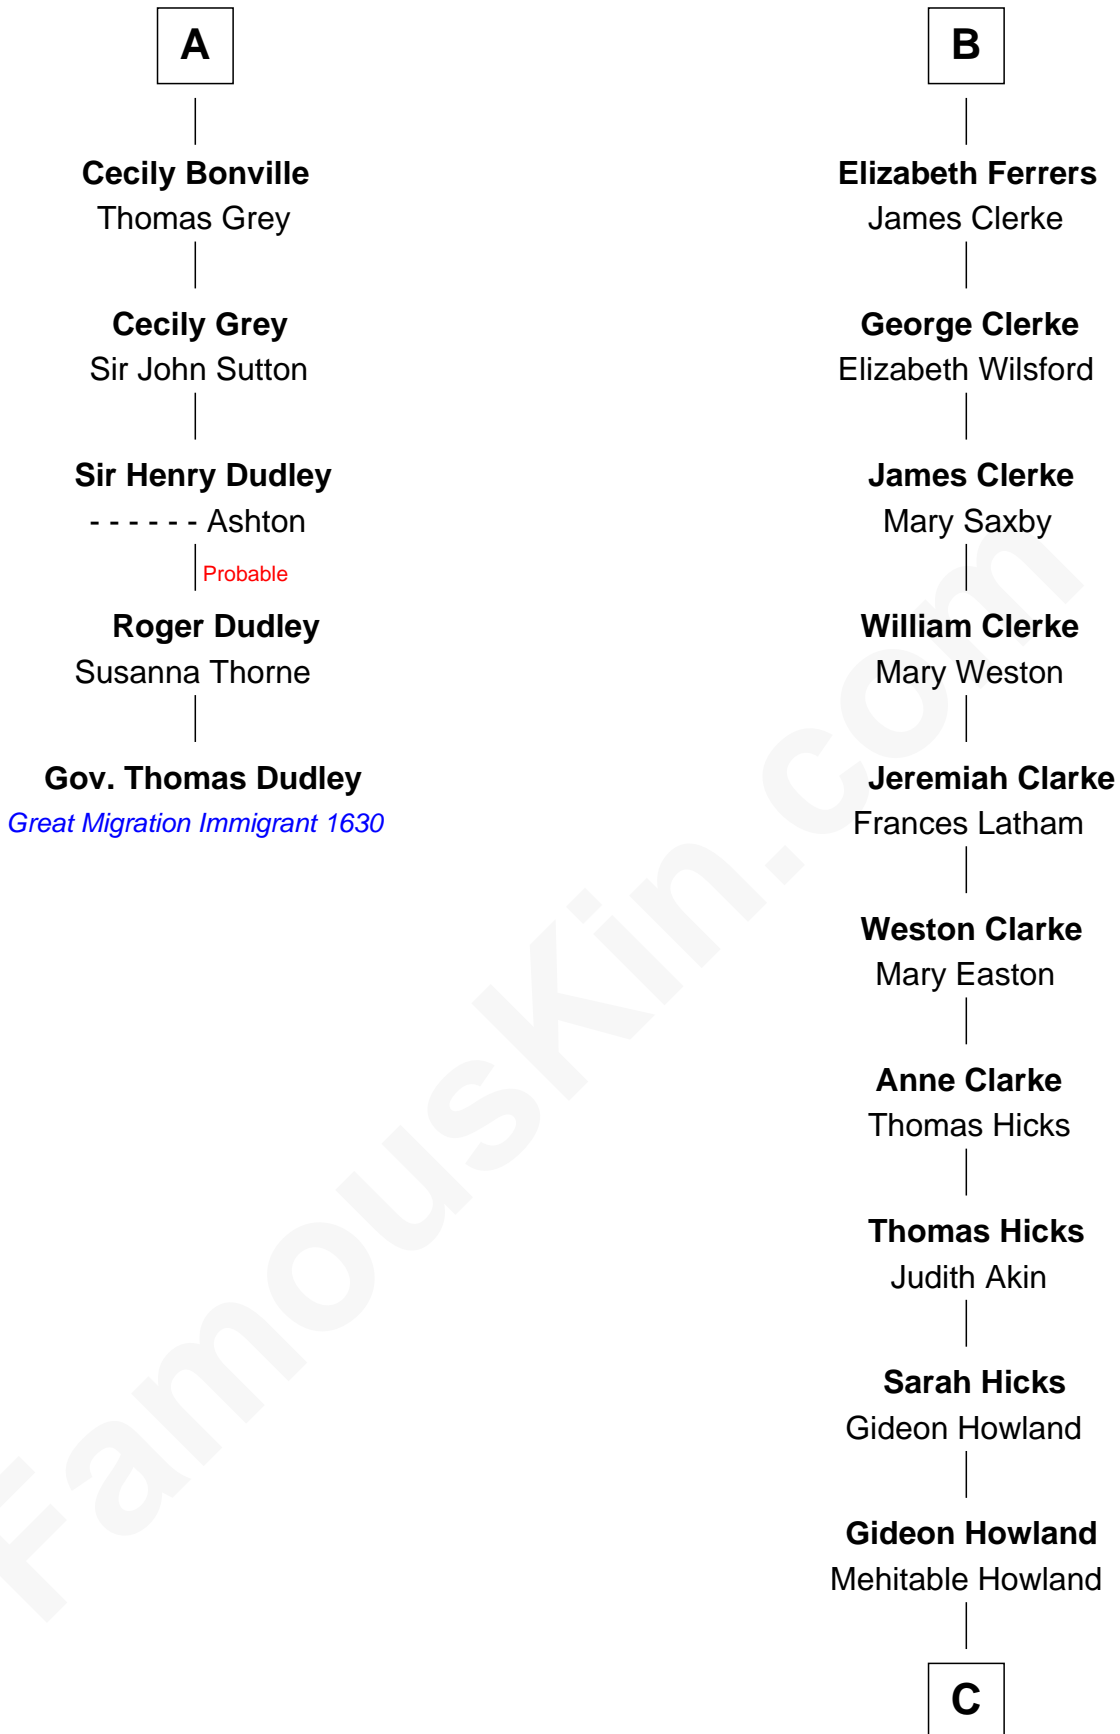 A
Cecily Bonville
Thomas Grey
Cecily Grey
Sir John Sutton
Sir Henry Dudley
- - - - - - Ashton
Probable
Roger Dudley
Susanna Thorne
Gov. Thomas Dudley
Great Migration Immigrant 1630
B
Elizabeth Ferrers
James Clerke
George Clerke
Elizabeth Wilsford
James Clerke
Mary Saxby
William Clerke
Mary Weston
Jeremiah Clarke
Frances Latham
Weston Clarke
Mary Easton
Anne Clarke
Thomas Hicks
Thomas Hicks
Judith Akin
Sarah Hicks
Gideon Howland
Gideon Howland
Mehitable Howland
C
FamousKin.com